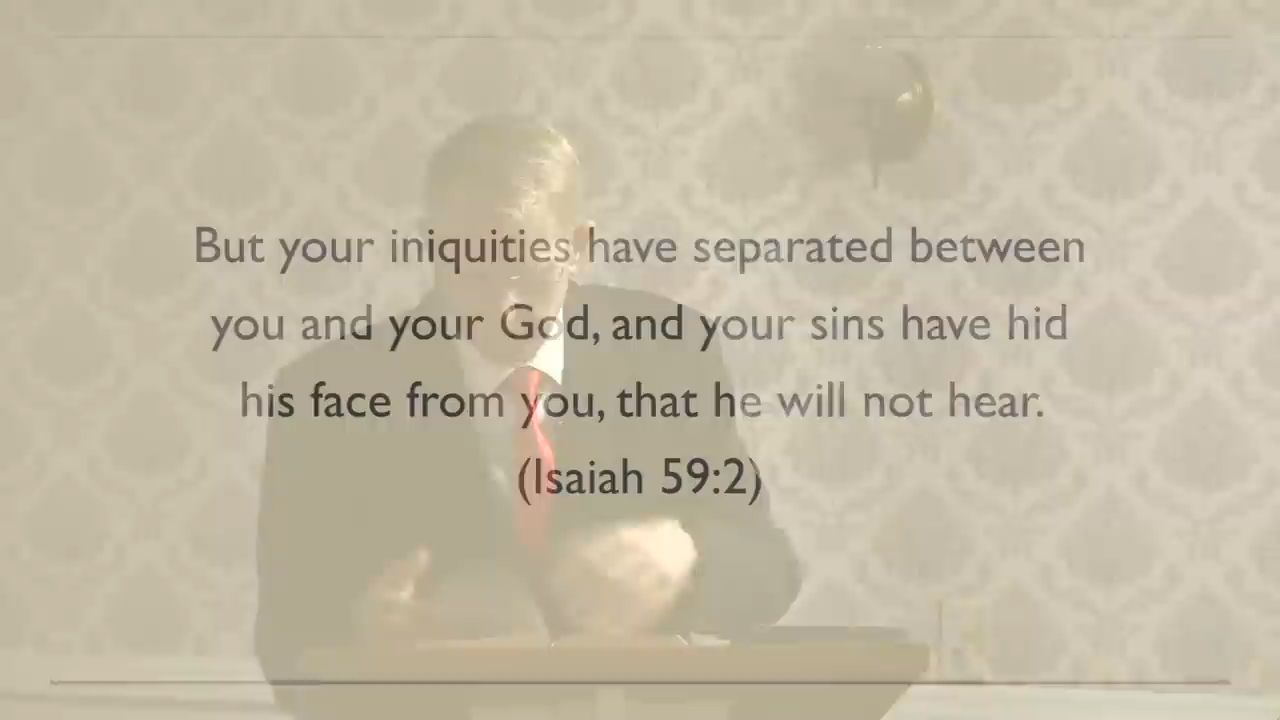 But your iniquities have separated between
you and your God, and your sins have hid
his face from you, that he will not hear.
(Isaiah 59:2)